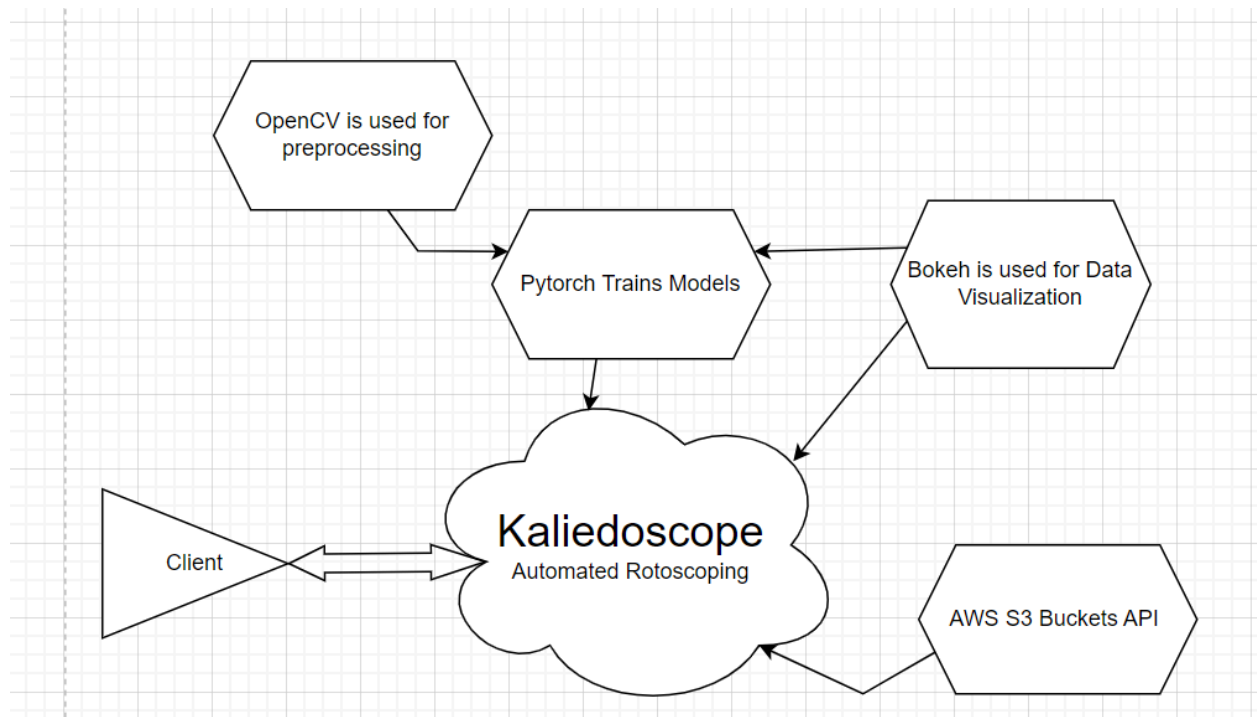 OpenCV is used for
preprocessing
Pytorch Trains Models
Bokeh is used for Data
Visualization
Kaliedoscope
Automated Rotoscoping
Client
AWS S3 Buckets API